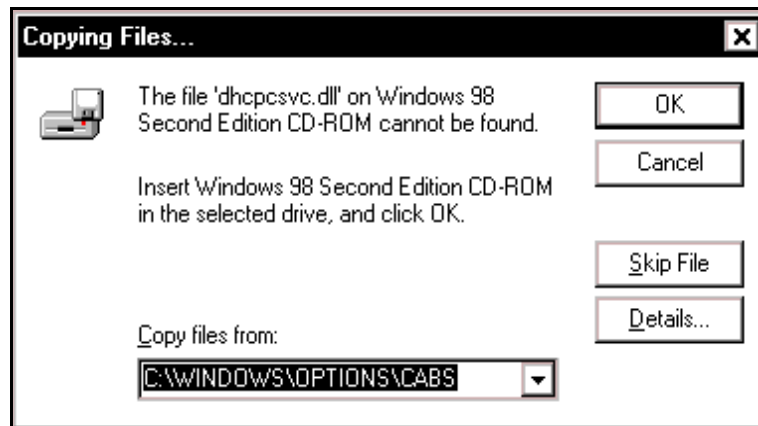 Copying Files...
The file 'dhcpcsvc.dll' on Windows 98
Second Edition CD-ROM cannot be found.
Insert Windows 98 Second Edition CD-ROM
in the selected drive, and click OK.
Copy files from:
C:\WINDOWS\OPTIONS\CABS
OK
Cancel
Skip File
Details...